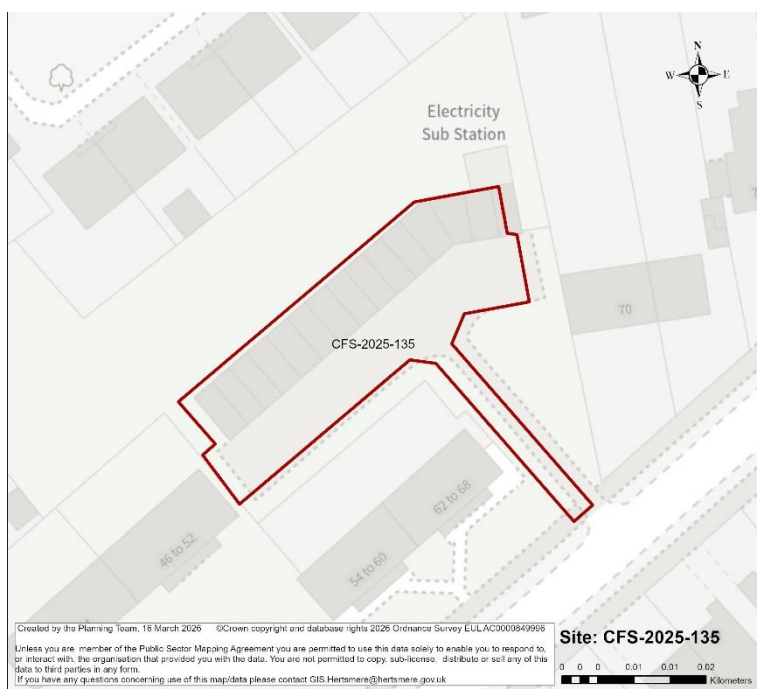 N
W E
S
Electricity
Sub Station
70
CFS-2025-135
62 to 68
46 to 52
54 to 60
Created by the Planning Team, 16 March 2026 ©Crown copyright and database rights 2026 Ordnance Survey EUL AC0000849996
Unless you are member of the Public Sector Mapping Agreement you are permitted to use this data solely to enable you to respond to,
or interact with, the organisation that provided you with the data. You are not permitted to copy, sub-license, distribute or sell any of this
data to third parties in any form.
If you have any questions concerning use of this map/data please contact GIS.Hertsmere@hertsmere.gov.uk
Site: CFS-2025-135
0 0 0 0.01 0.01 0.02
Kilometers